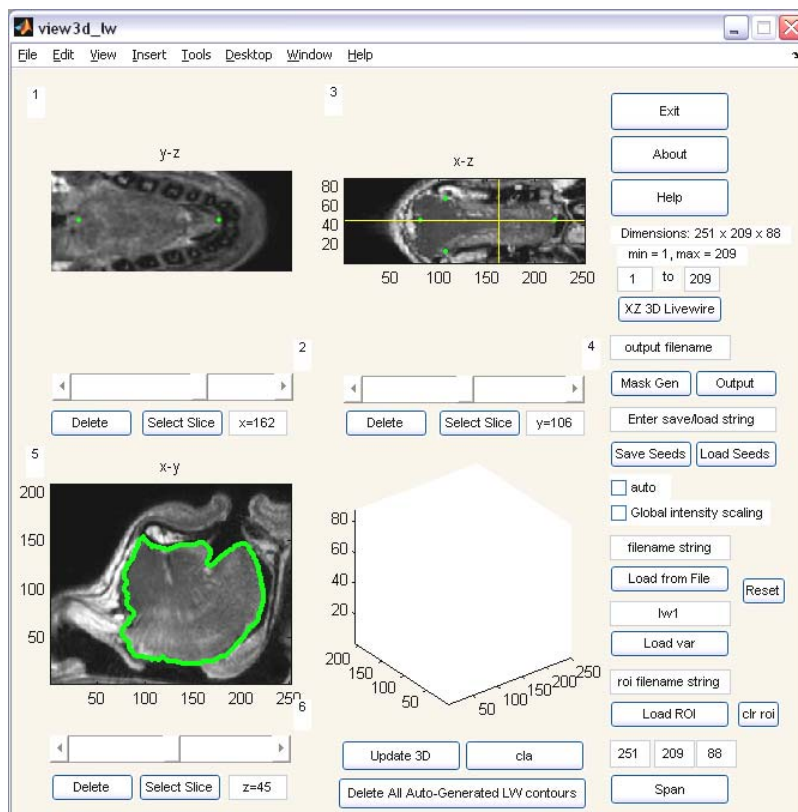 view3d_lw
File Edit View Insert Tools Desktop Window Help
1
y-z
3
x-z
80
60
40
20
50 100 150 200 250
Exit
About
Help
Dimensions: 251 x 209 x 88
min = 1, max = 209
1 to 209
XZ 3D Livewire
2
Delete Select Slice x=162
4
Delete Select Slice y=106
output filename
Mask Gen Output
Enter save/load string
Save Seeds Load Seeds
auto
Global intensity scaling
filename string
Load from File
Reset
lw1
Load var
roi filename string
Load ROI clr roi
251 209 88
Span
5
x-y
200
150
100
50
50 100 150 200 250
6
Delete Select Slice z=45
80
60
40
20
200
150
100
50
50 100 150 200 250
Update 3D cla
Delete All Auto-Generated LW contours